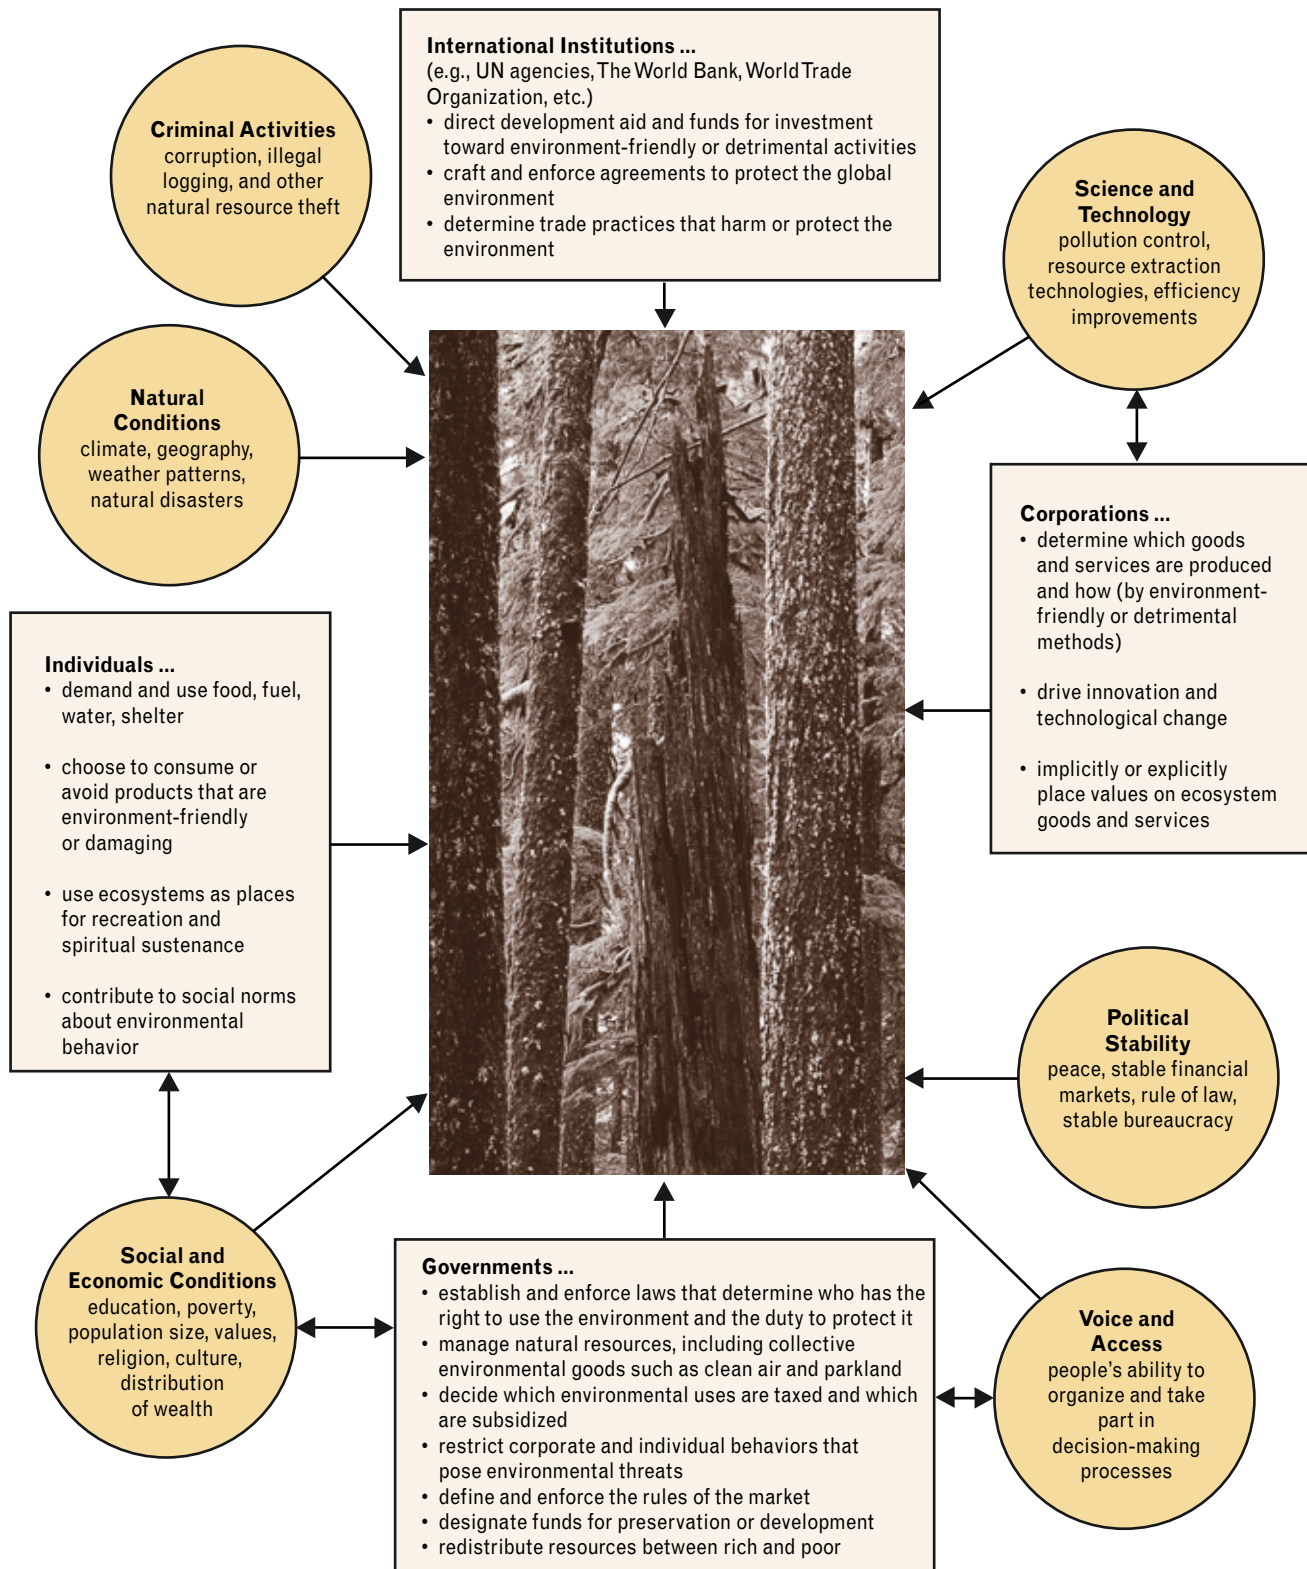 International Institutions ...
(e.g., UN agencies, The World Bank, World Trade
Organization, etc.)
• direct development aid and funds for investment
toward environment-friendly or detrimental activities
• craft and enforce agreements to protect the global
environment
• determine trade practices that harm or protect the
environment
Criminal Activities
corruption, illegal
logging, and other
natural resource theft
Science and
Technology
pollution control,
resource extraction
technologies, efficiency
improvements
Natural
Conditions
climate, geography,
weather patterns,
natural disasters
Corporations ...
• determine which goods
and services are produced
and how (by environment-
friendly or detrimental
methods)
• drive innovation and
technological change
• implicitly or explicitly
place values on ecosystem
goods and services
Individuals ...
• demand and use food, fuel,
water, shelter
• choose to consume or
avoid products that are
environment-friendly
or damaging
• use ecosystems as places
for recreation and
spiritual sustenance
• contribute to social norms
about environmental
behavior
Political
Stability
peace, stable financial
markets, rule of law,
stable bureaucracy
Social and
Economic Conditions
education, poverty,
population size, values,
religion, culture,
distribution
of wealth
Governments ...
• establish and enforce laws that determine who has the
right to use the environment and the duty to protect it
• manage natural resources, including collective
environmental goods such as clean air and parkland
• decide which environmental uses are taxed and which
are subsidized
• restrict corporate and individual behaviors that
pose environmental threats
• define and enforce the rules of the market
• designate funds for preservation or development
• redistribute resources between rich and poor
Voice and
Access
people's ability to
organize and take
part in
decision-making
processes